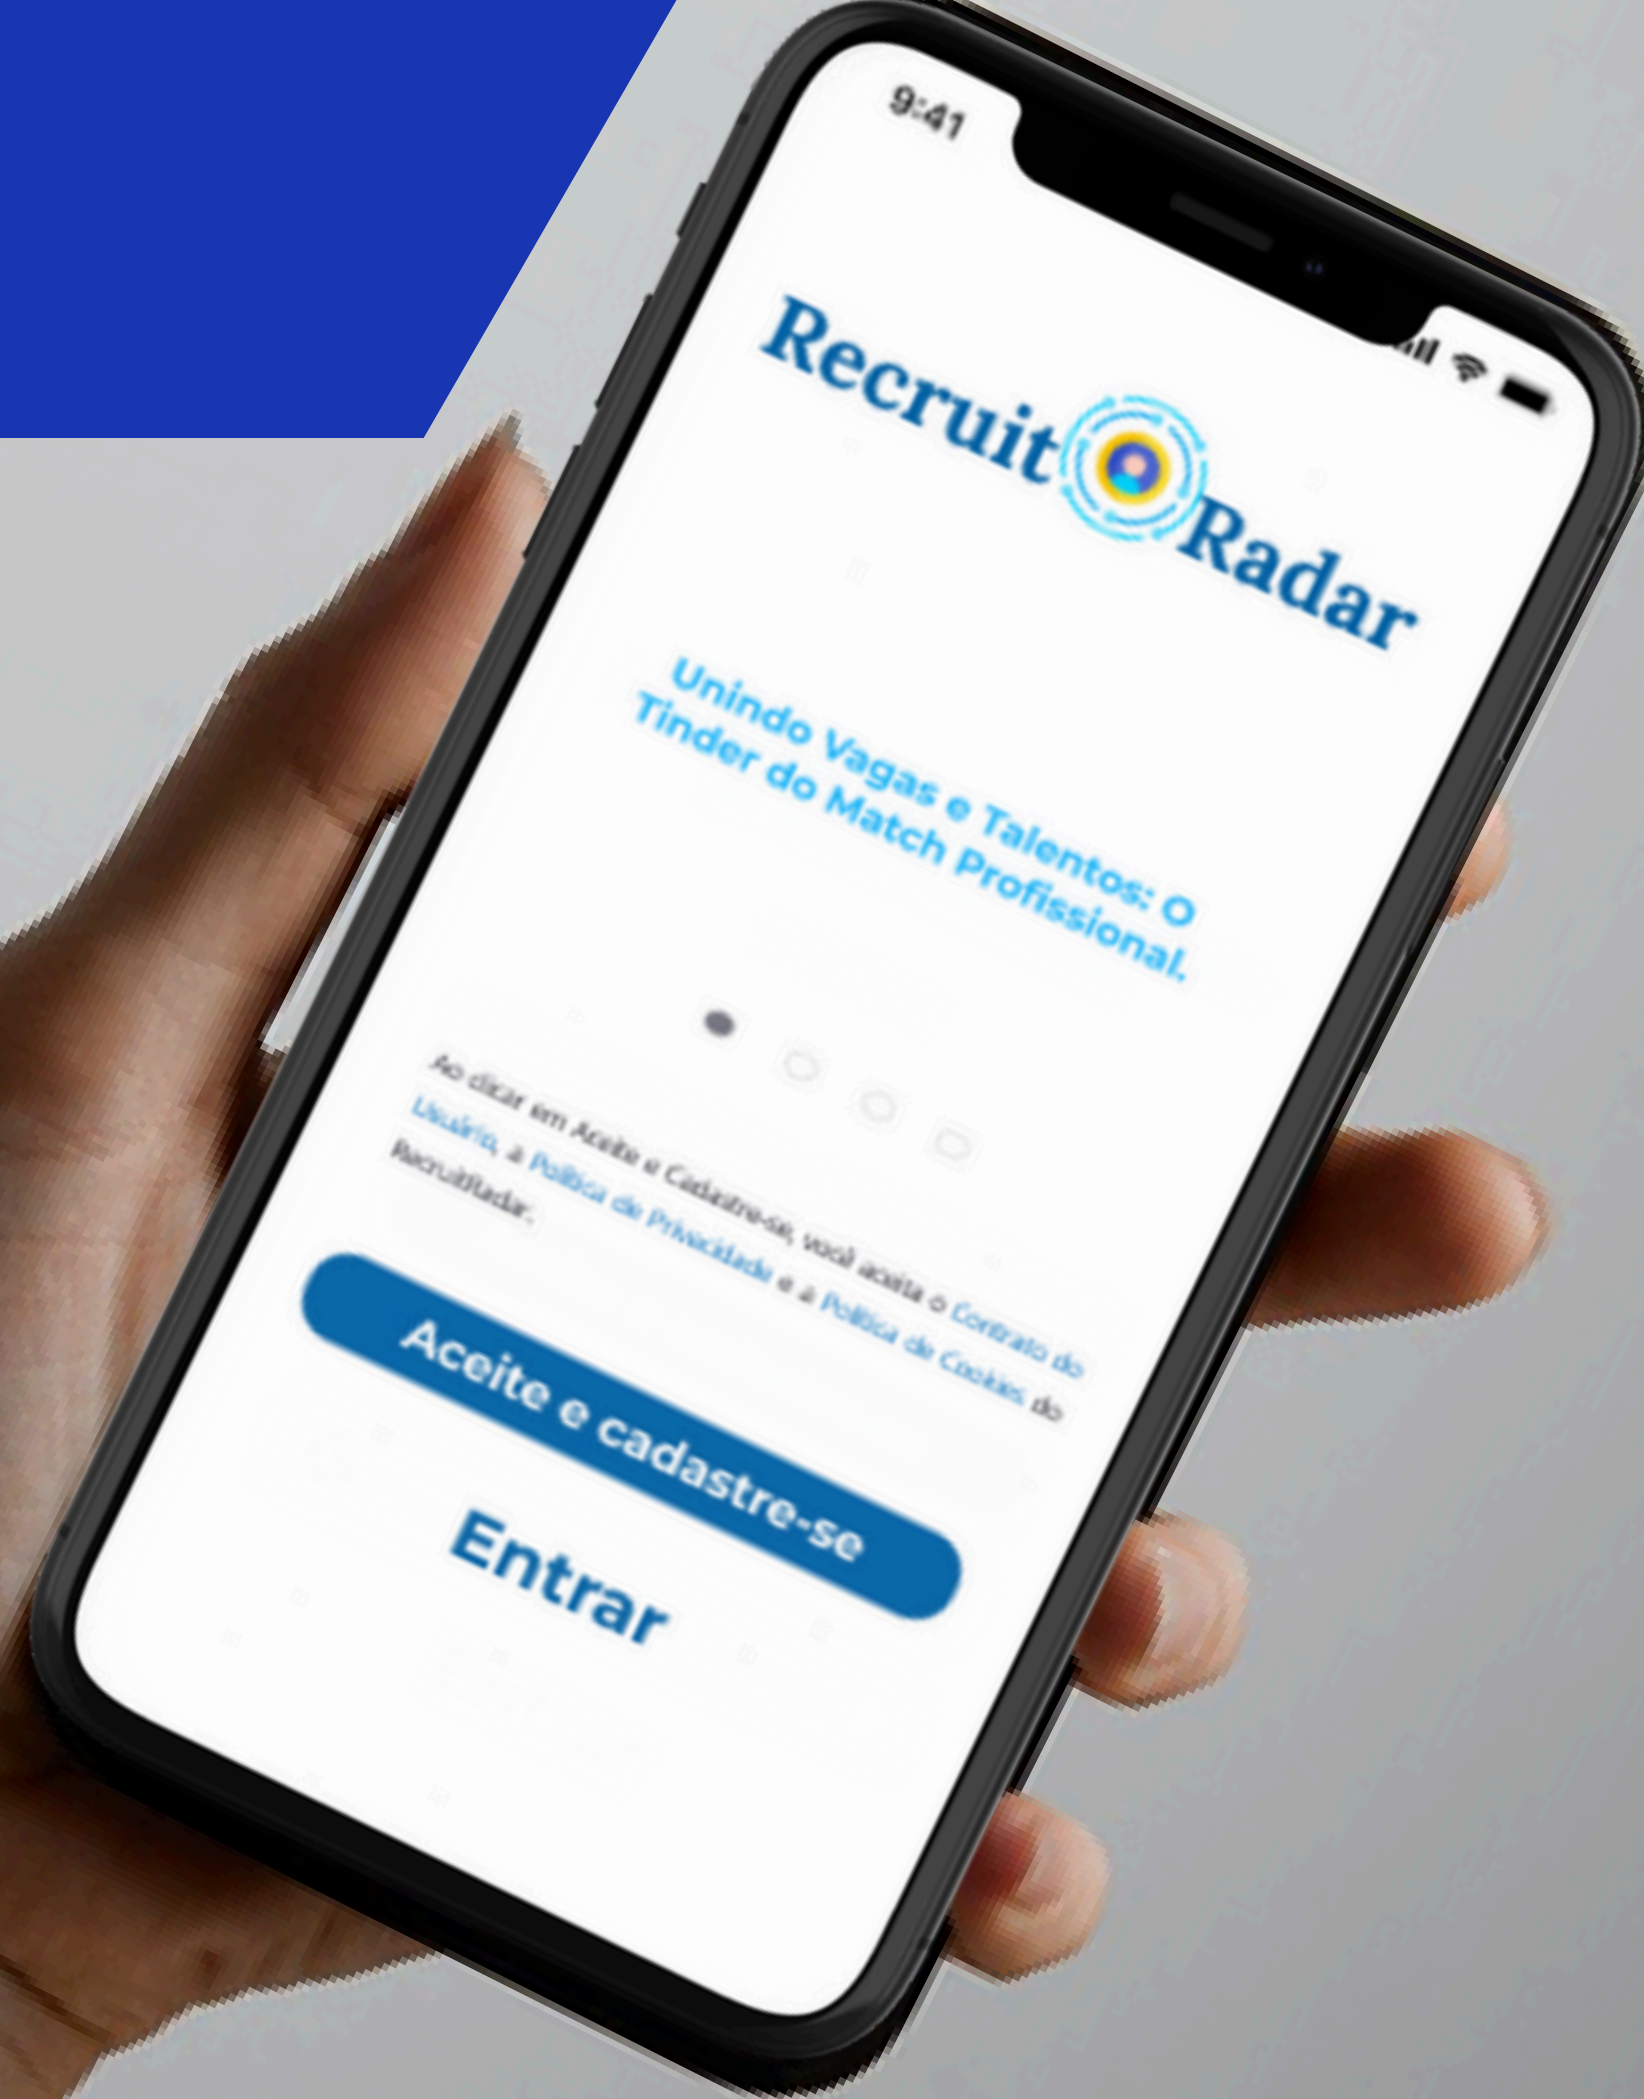 9:41
Recruit Radar
Unindo Vagas e Talentos: O
Tinder do Match Profissional.
Ao clicar em Aceite e Cadastre-se, você aceita o Contrato do
Usuário, a Política de Privacidade e a Política de Cookies do
RecruitRadar.
Aceite e cadastre-se
Entrar